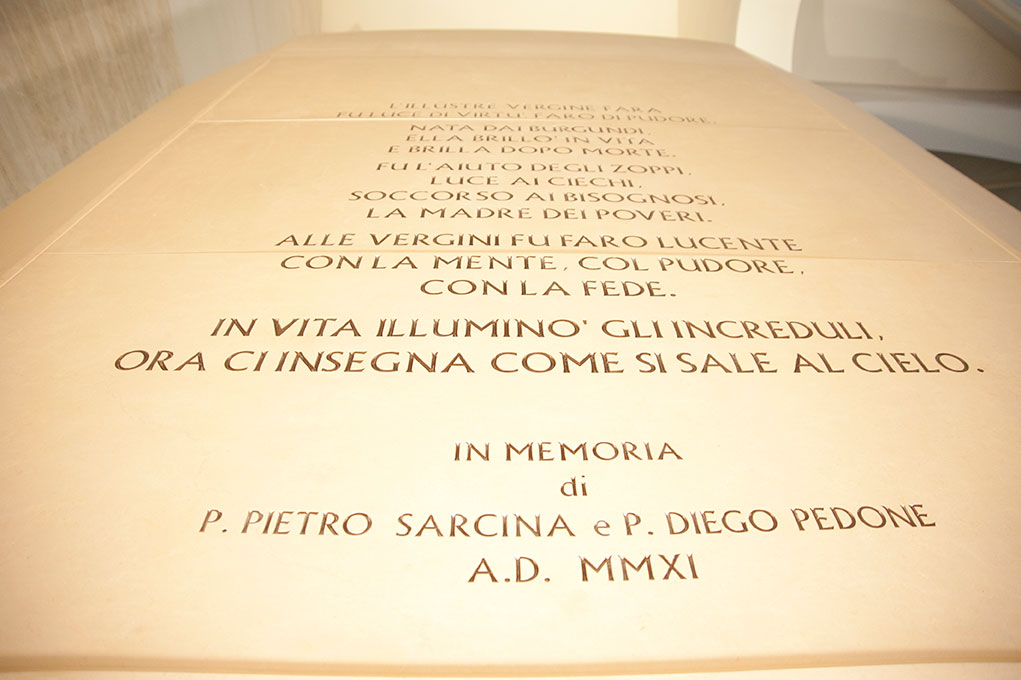 L'ILLUSTRE VERGINE FARA
FU LUCE DI VIRTU', FARO DI PUDORE,
NATA DAI BURGUNDI.
ELLA BRILLO' IN VITA
E BRILLA DOPO MORTE.
FU L'AIUTO DEGLI ZOPPI,
LUCE AI CIECHI,
SOCCORSO AI BISOGNOSI,
LA MADRE DEI POVERI.
ALLE VERGINI FU FARO LUCENTE
CON LA MENTE, COL PUDORE,
CON LA FEDE.
IN VITA ILLUMINO' GLI INCREDULI,
ORA CI INSEGNA COME SI SALE AL CIELO.
IN MEMORIA
di
P. PIETRO SARCINA e P. DIEGO PEDONE
A.D. MMXI